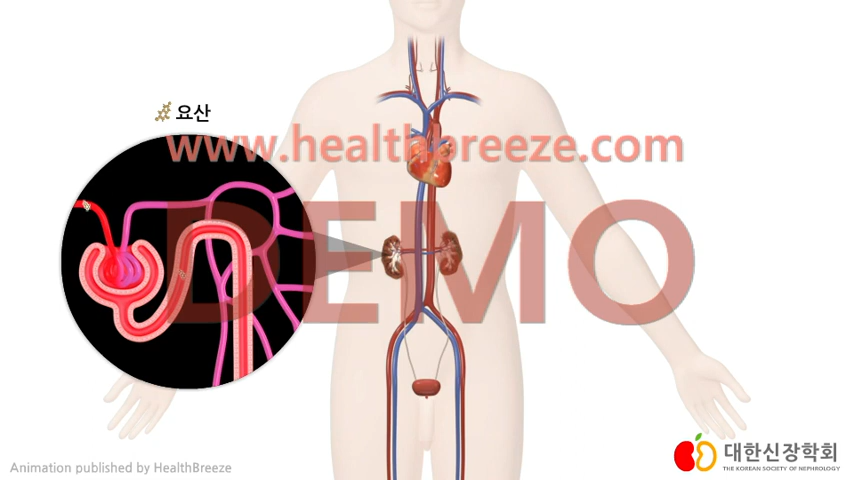 요산
www.healthbreeze.com
DEMO
대한신장학회
THE KOREAN SOCIETY OF NEPHROLOGY
Animation published by HealthBreeze